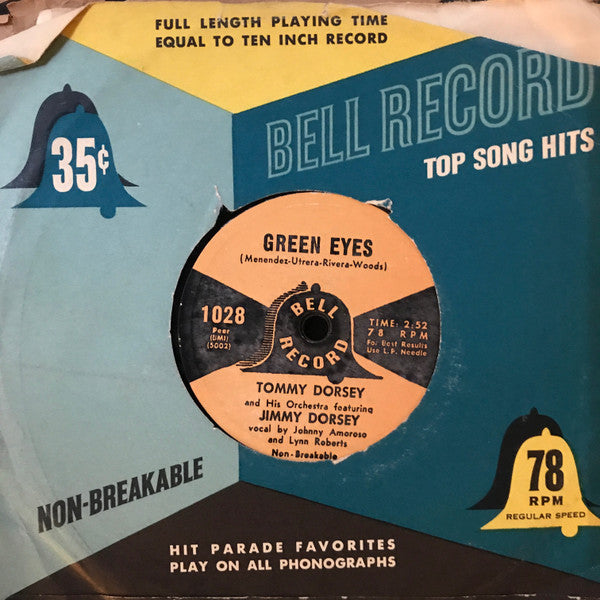 FULL LENGTH PLAYING TIME
EQUAL TO TEN INCH RECORD
BELL RECORD
TOP SONG HITS
35¢
GREEN EYES
(Menendez-Utrera-Rivera-Woods)
1028
Peer
(BMI)
(5002)
BELL
RECORD
TIME: 2:52
78 RPM
For Best Results
Use L.P. Needle
TOMMY DORSEY
and His Orchestra featuring
JIMMY DORSEY
vocal by Johnny Amoroso
and Lynn Roberts
Non-Breakable
NON-BREAKABLE
78
RPM
REGULAR SPEED
HIT PARADE FAVORITES
PLAY ON ALL PHONOGRAPHS